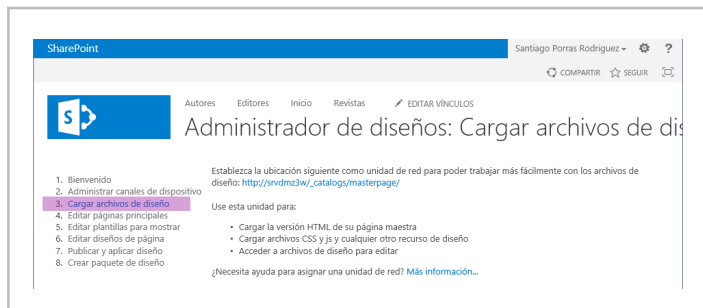 SharePoint
Santiago Porras Rodriguez
?
COMPARTIR
SEGUIR
S
Autores
Editores
Inicio
Revistas
EDITAR VÍNCULOS
Administrador de diseños: Cargar archivos de dis
1. Bienvenido
2. Administrar canales de dispositivo
3. Cargar archivos de diseño
4. Editar páginas principales
5. Editar plantillas para mostrar
6. Editar diseños de página
7. Publicar y aplicar diseño
8. Crear paquete de diseño
Establezca la ubicación siguiente como unidad de red para poder trabajar más fácilmente con los archivos de
diseño: http://srvdmz3w/_catalogs/masterpage/
Use esta unidad para:
• Cargar la versión HTML de su página maestra
• Cargar archivos CSS y js y cualquier otro recurso de diseño
• Acceder a archivos de diseño para editar
¿Necesita ayuda para asignar una unidad de red? Más información...